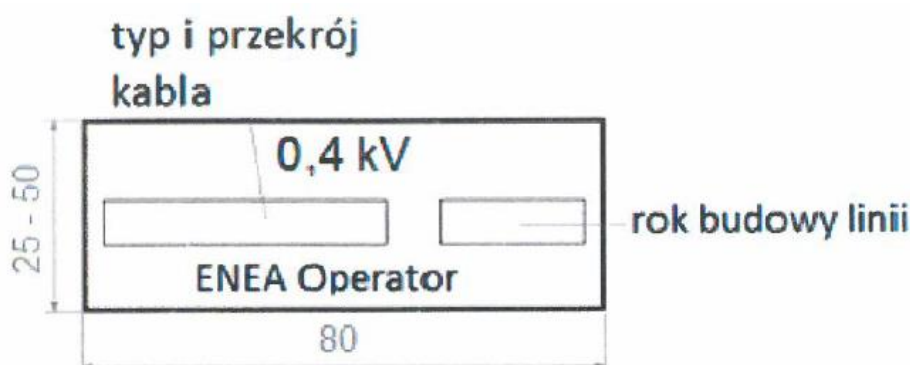 typ i przekrój
kabla
0,4 kV
25 - 50
rok budowy linii
ENEA Operator
80